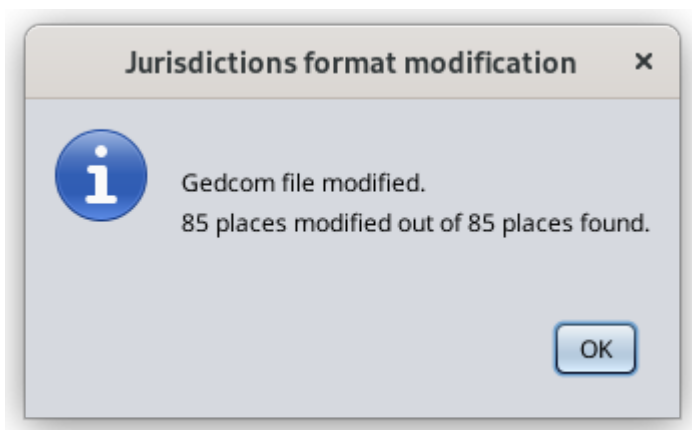 Jurisdictions format modification
Gedcom file modified.
85 places modified out of 85 places found.
OK